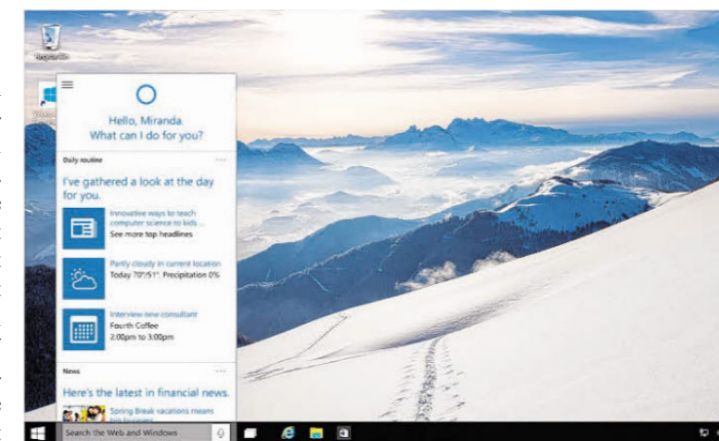 Hello, Miranda.
What can I do for you?
Daily routine
I've gathered a look at the day
for you.
Innovative ways to teach
computer science to kids ...
See more top headlines
Partly cloudy in current location
Today 70°/51°. Precipitation 0%
Interview new consultant
Fourth Coffee
2:00pm to 3:00pm
News
Here's the latest in financial news.
Spring Break vacations means
Search the Web and Windows